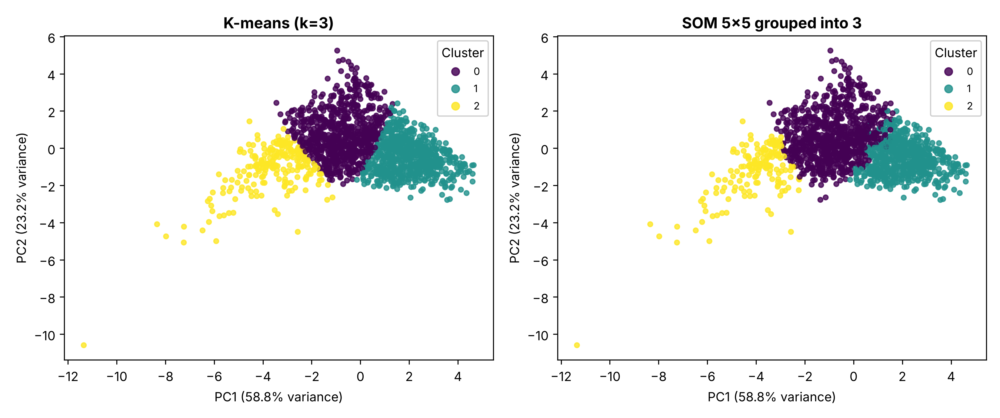 K-means (k=3)
6
4
2
0
−2
−4
−6
−8
−10
PC2 (23.2% variance)
−12 −10 −8 −6 −4 −2 0 2 4
PC1 (58.8% variance)
Cluster
0
1
2
SOM 5×5 grouped into 3
6
4
2
0
−2
−4
−6
−8
−10
PC2 (23.2% variance)
−12 −10 −8 −6 −4 −2 0 2 4
PC1 (58.8% variance)
Cluster
0
1
2